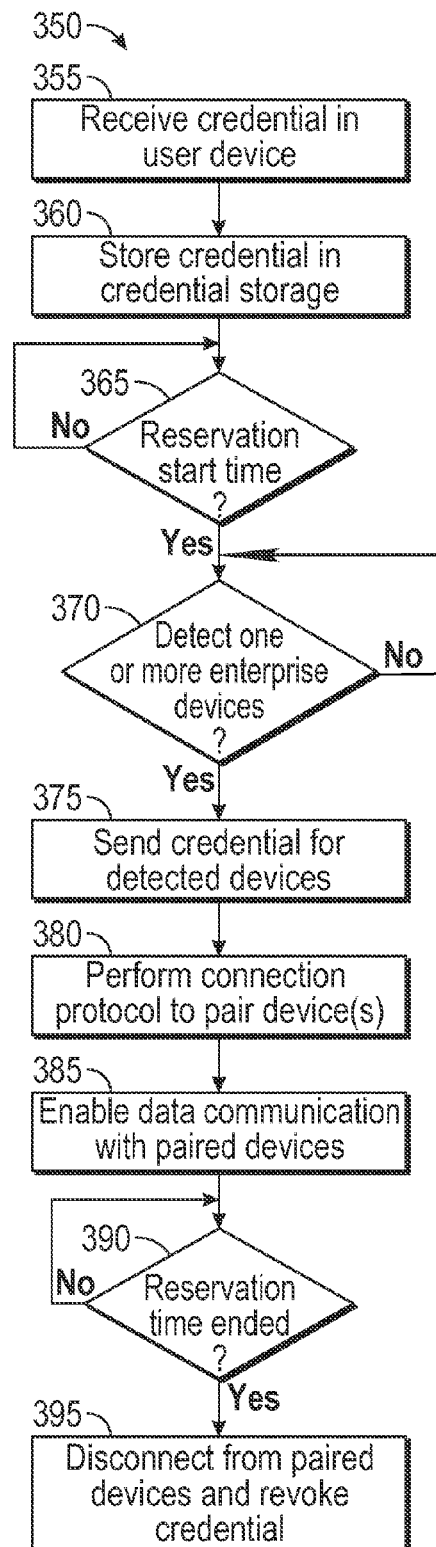 350
355
Receive credential in
user device
360
Store credential in
credential storage
365
No
Reservation
start time
?
Yes
370
Detect one
or more enterprise
devices
?
No
Yes
375
Send credential for
detected devices
380
Perform connection
protocol to pair device(s)
385
Enable data communication
with paired devices
390
No
Reservation
time ended
?
Yes
395
Disconnect from paired
devices and revoke
credential